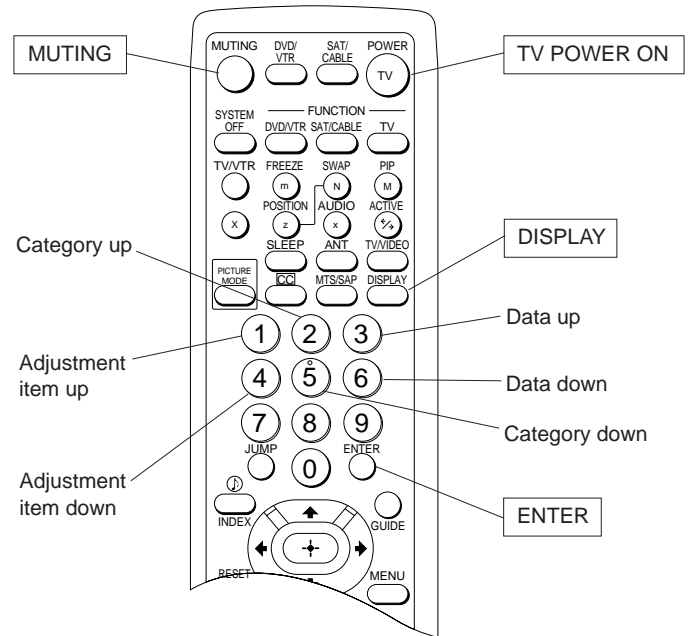 MUTING
TV POWER ON
MUTING DVD/ SAT/ POWER
VTR CABLE
TV
SYSTEM FUNCTION
OFF DVD/VTR SAT/CABLE TV
TV/VTR FREEZE SWAP PIP
m N M
POSITION AUDIO ACTIVE
X z x
SLEEP ANT TV/VIDEO
Category up
DISPLAY
PICTURE
MODE CC MTS/SAP DISPLAY
1 2 3
Data up
Adjustment
item up
4 5 6
Data down
7 8 9
Category down
JUMP ENTER
0
Adjustment
item down
INDEX GUIDE
ENTER
RESET MENU